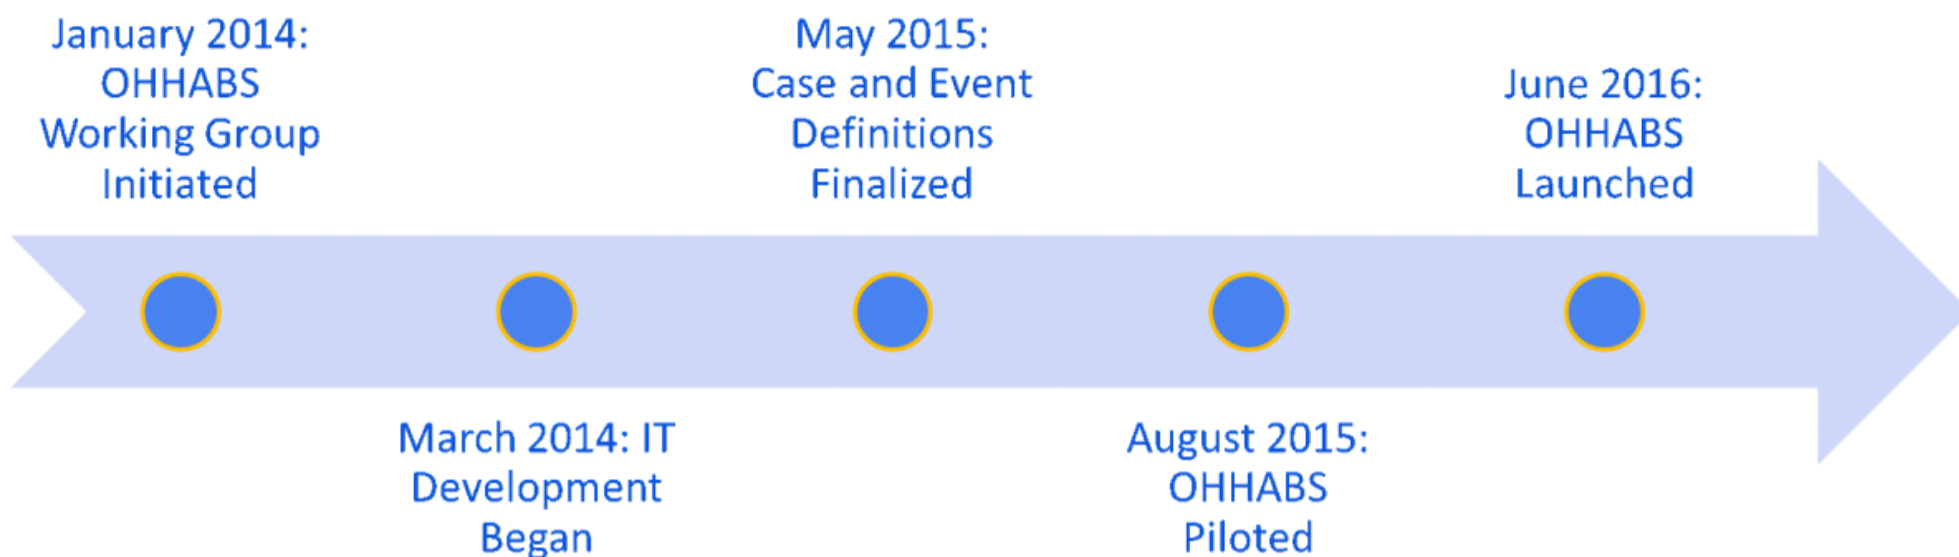 January 2014:
OHHABS
Working Group
Initiated
March 2014: IT
Development
Began
May 2015:
Case and Event
Definitions
Finalized
August 2015:
OHHABS
Piloted
June 2016:
OHHABS
Launched